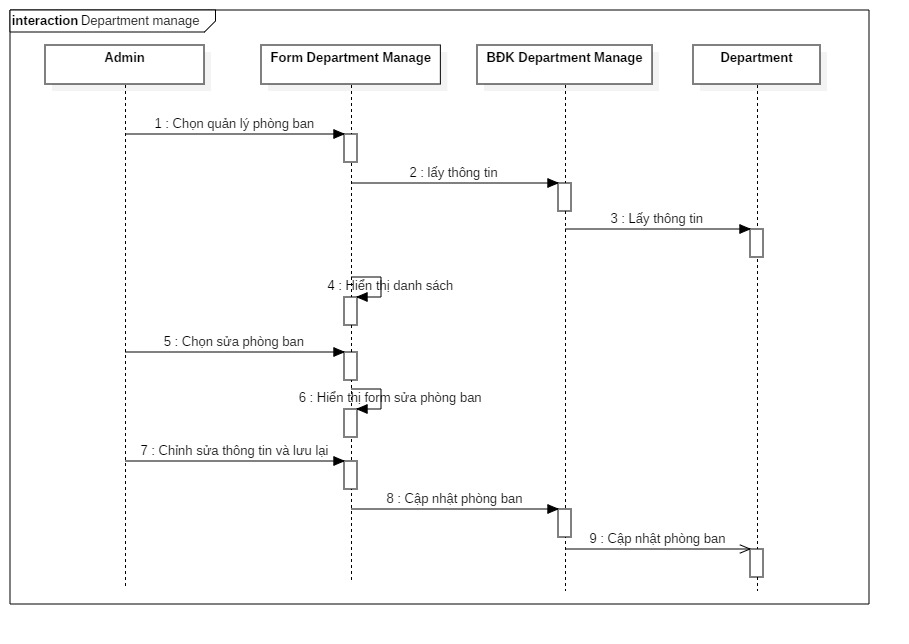 interaction Department manage
Admin
Form Department Manage
BĐK Department Manage
Department
1 : Chọn quản lý phòng ban
2 : lấy thông tin
3 : Lấy thông tin
4 : Hiển thị danh sách
5 : Chọn sửa phòng ban
6 : Hiển thị form sửa phòng ban
7 : Chỉnh sửa thông tin và lưu lại
8 : Cập nhật phòng ban
9 : Cập nhật phòng ban